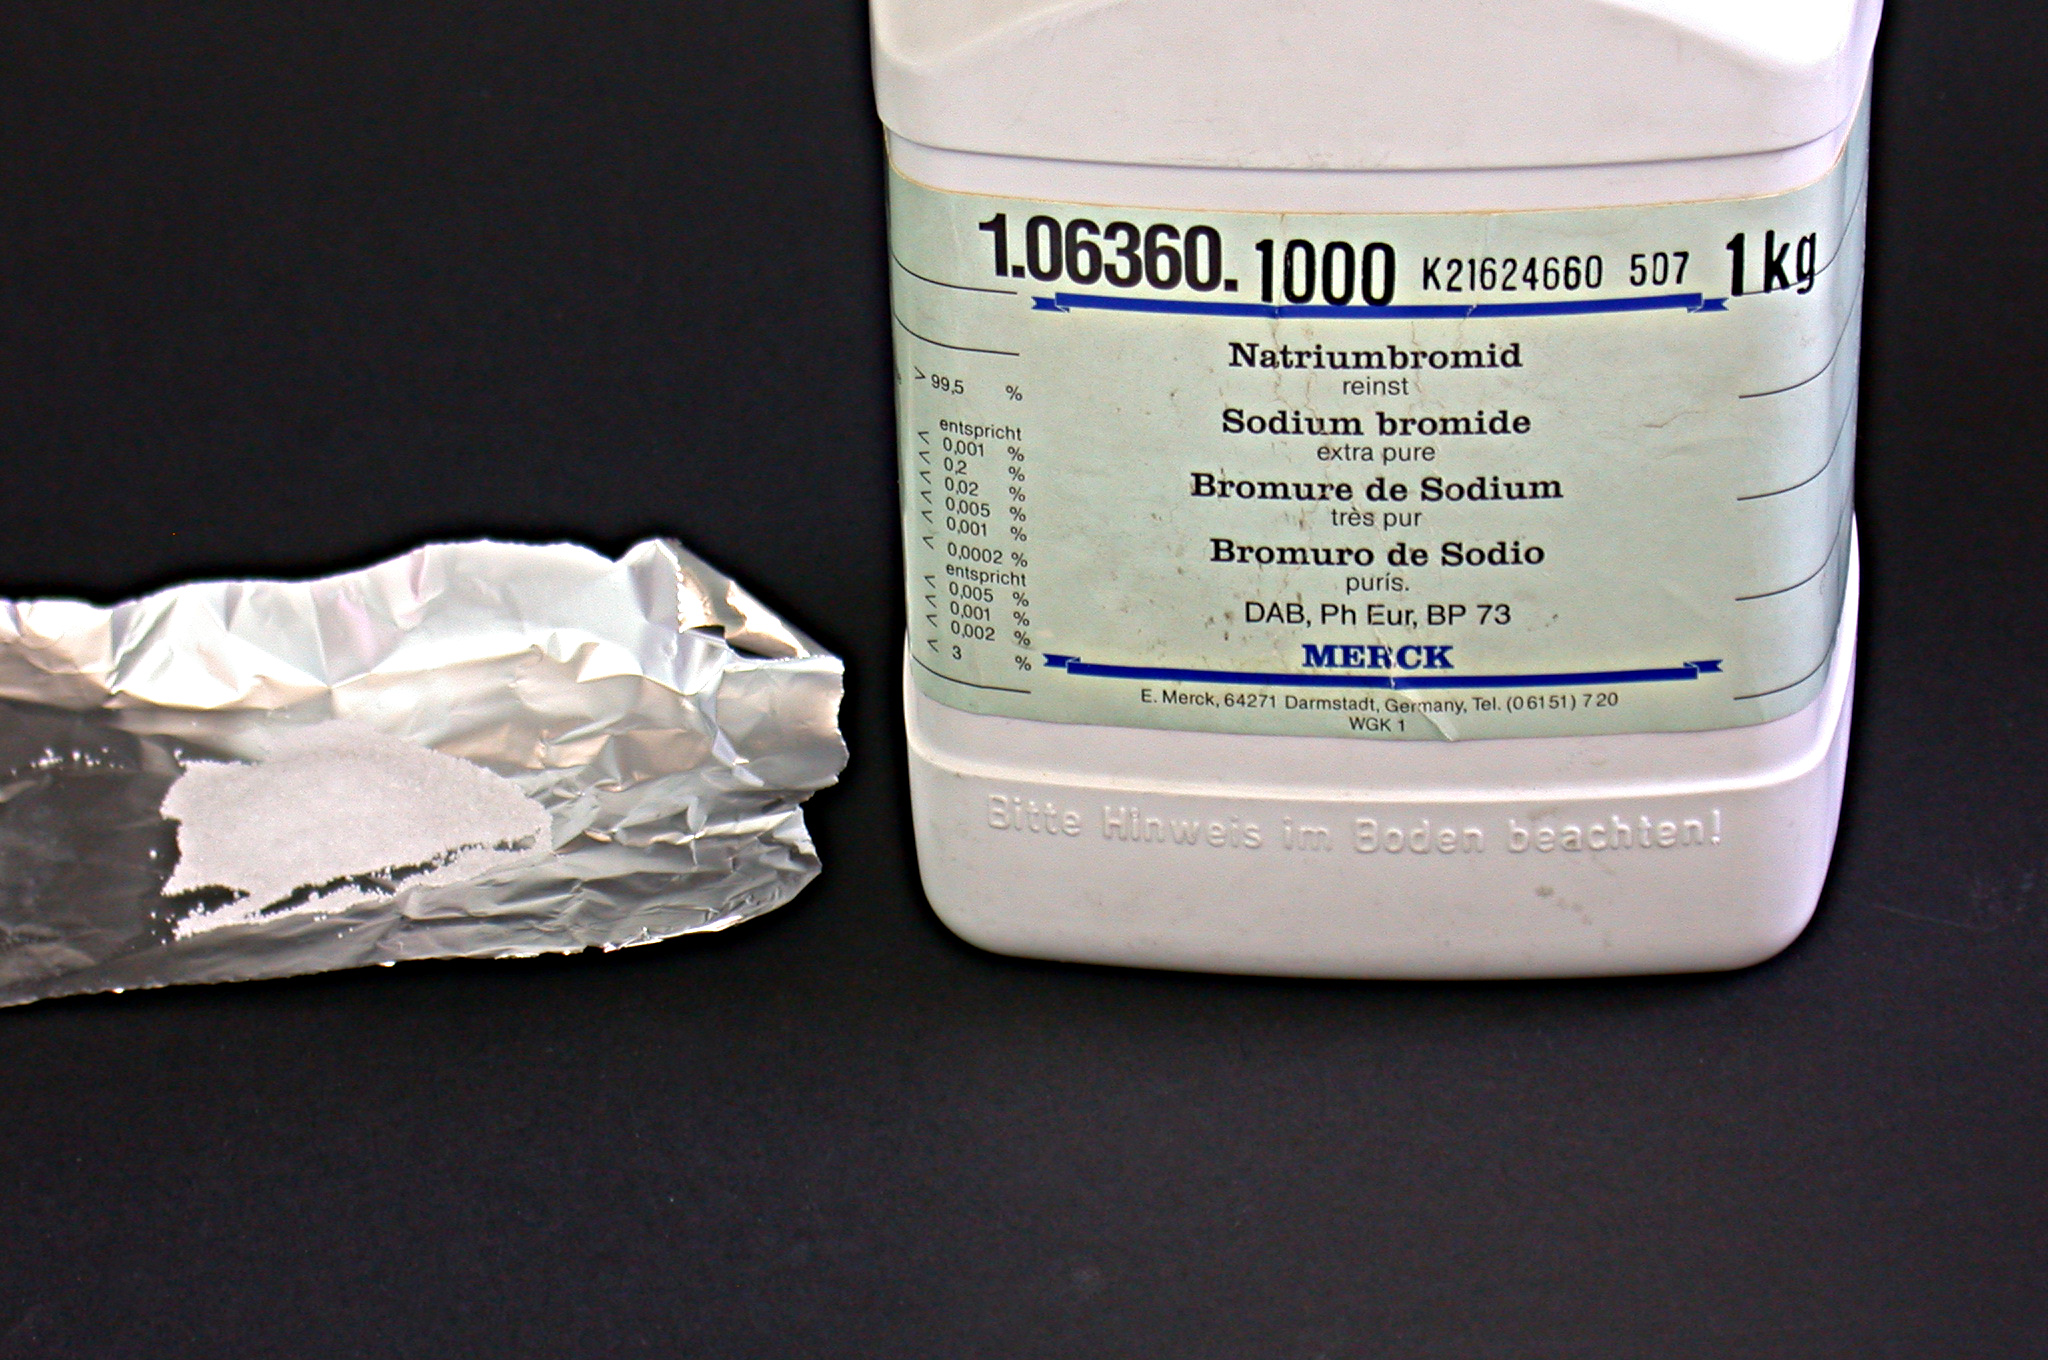 1.06360. 1000 K21624660 507 1 kg
Natriumbromid
reinst
Sodium bromide
extra pure
Bromure de Sodium
très pur
Bromuro de Sodio
purís.
DAB, Ph Eur, BP 73
MERCK
E. Merck, 64271 Darmstadt, Germany, Tel. (06151) 720
WGK 1
> 99,5 %
entspricht
< 0,001 %
< 0,2 %
< 0,02 %
< 0,005 %
< 0,001 %
< 0,0002 %
entspricht
< 0,005 %
< 0,001 %
< 0,002 %
< 3 %
Bitte Hinweis im Boden beachten!